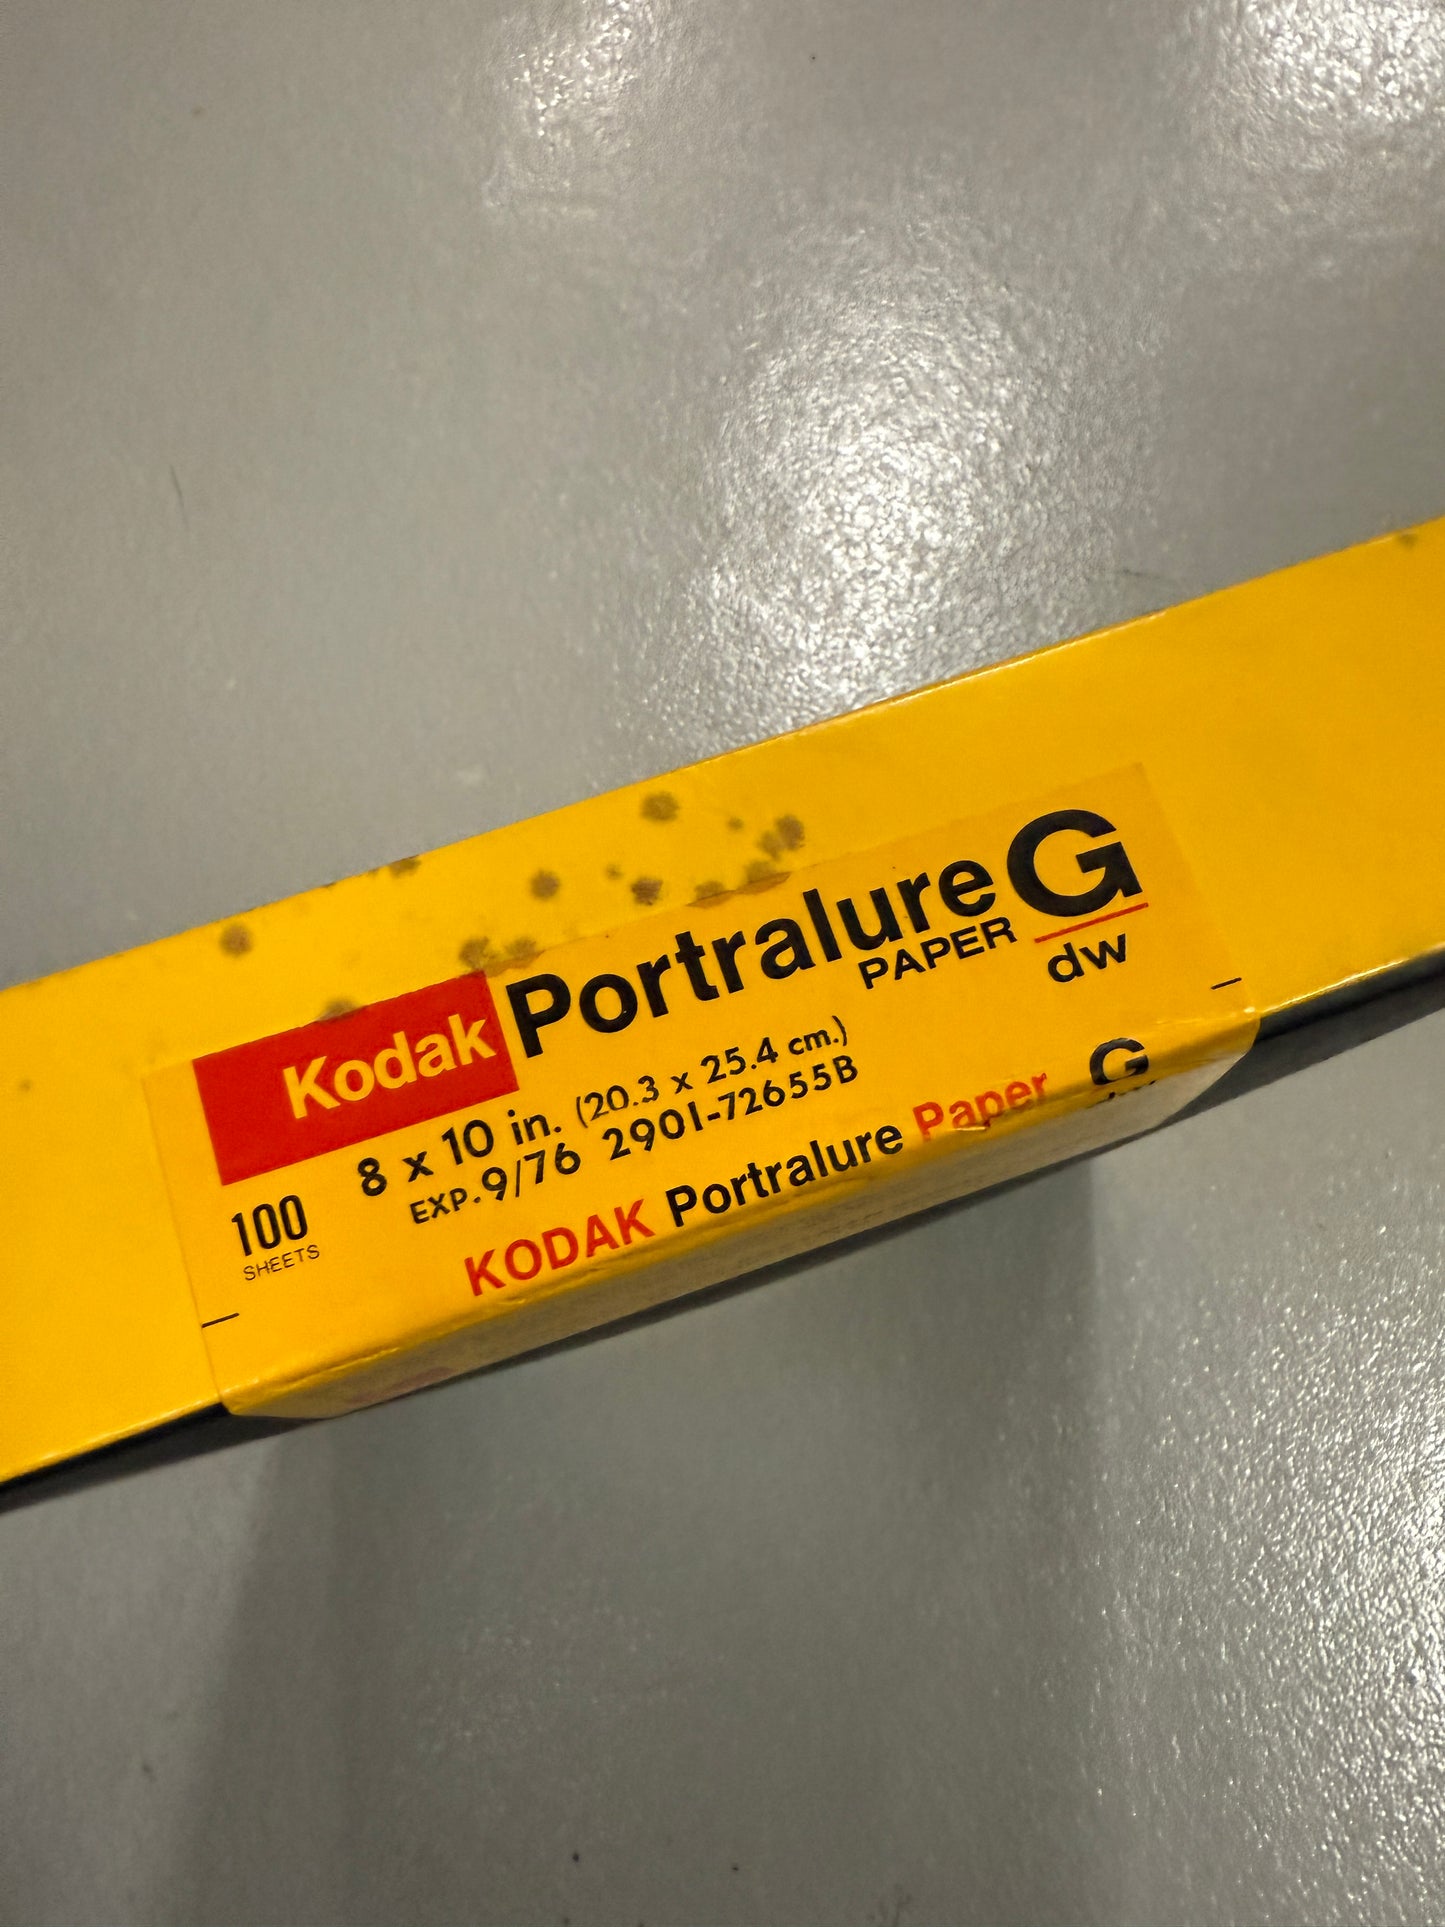 Kodak Portralure G
PAPER dw
8 x 10 in. (20.3 x 25.4 cm.)
EXP. 9/76 2901-72655B
100
SHEETS
KODAK Portralure Paper G